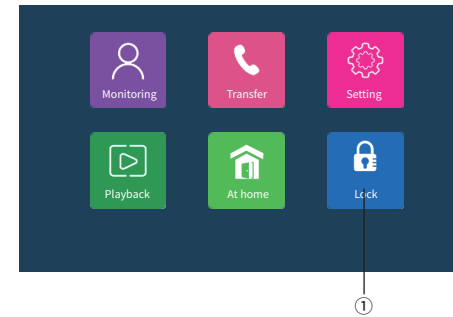 Monitoring
Transfer
Setting
Playback
At home
Lock
①